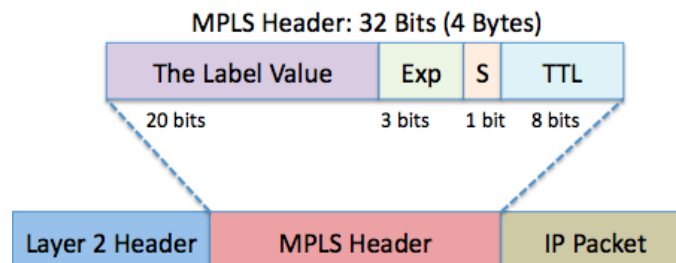 MPLS Header: 32 Bits (4 Bytes)
The Label Value Exp S TTL
20 bits 3 bits 1 bit 8 bits
Layer 2 Header MPLS Header IP Packet